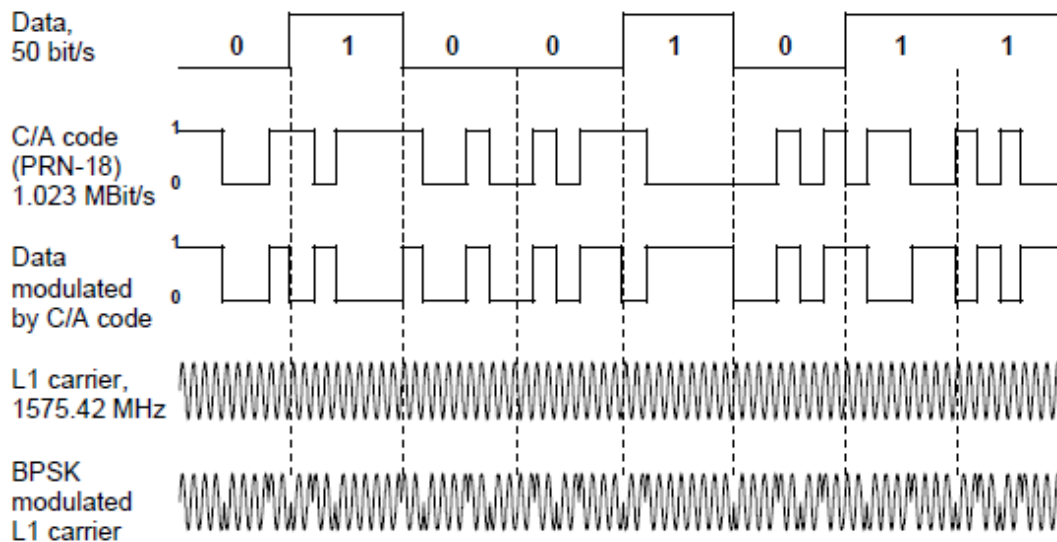 Data,
50 bit/s
0 1 0 0 1 0 1 1
C/A code
(PRN-18)
1.023 MBit/s
1
0
Data
modulated
by C/A code
1
0
L1 carrier,
1575.42 MHz
BPSK
modulated
L1 carrier